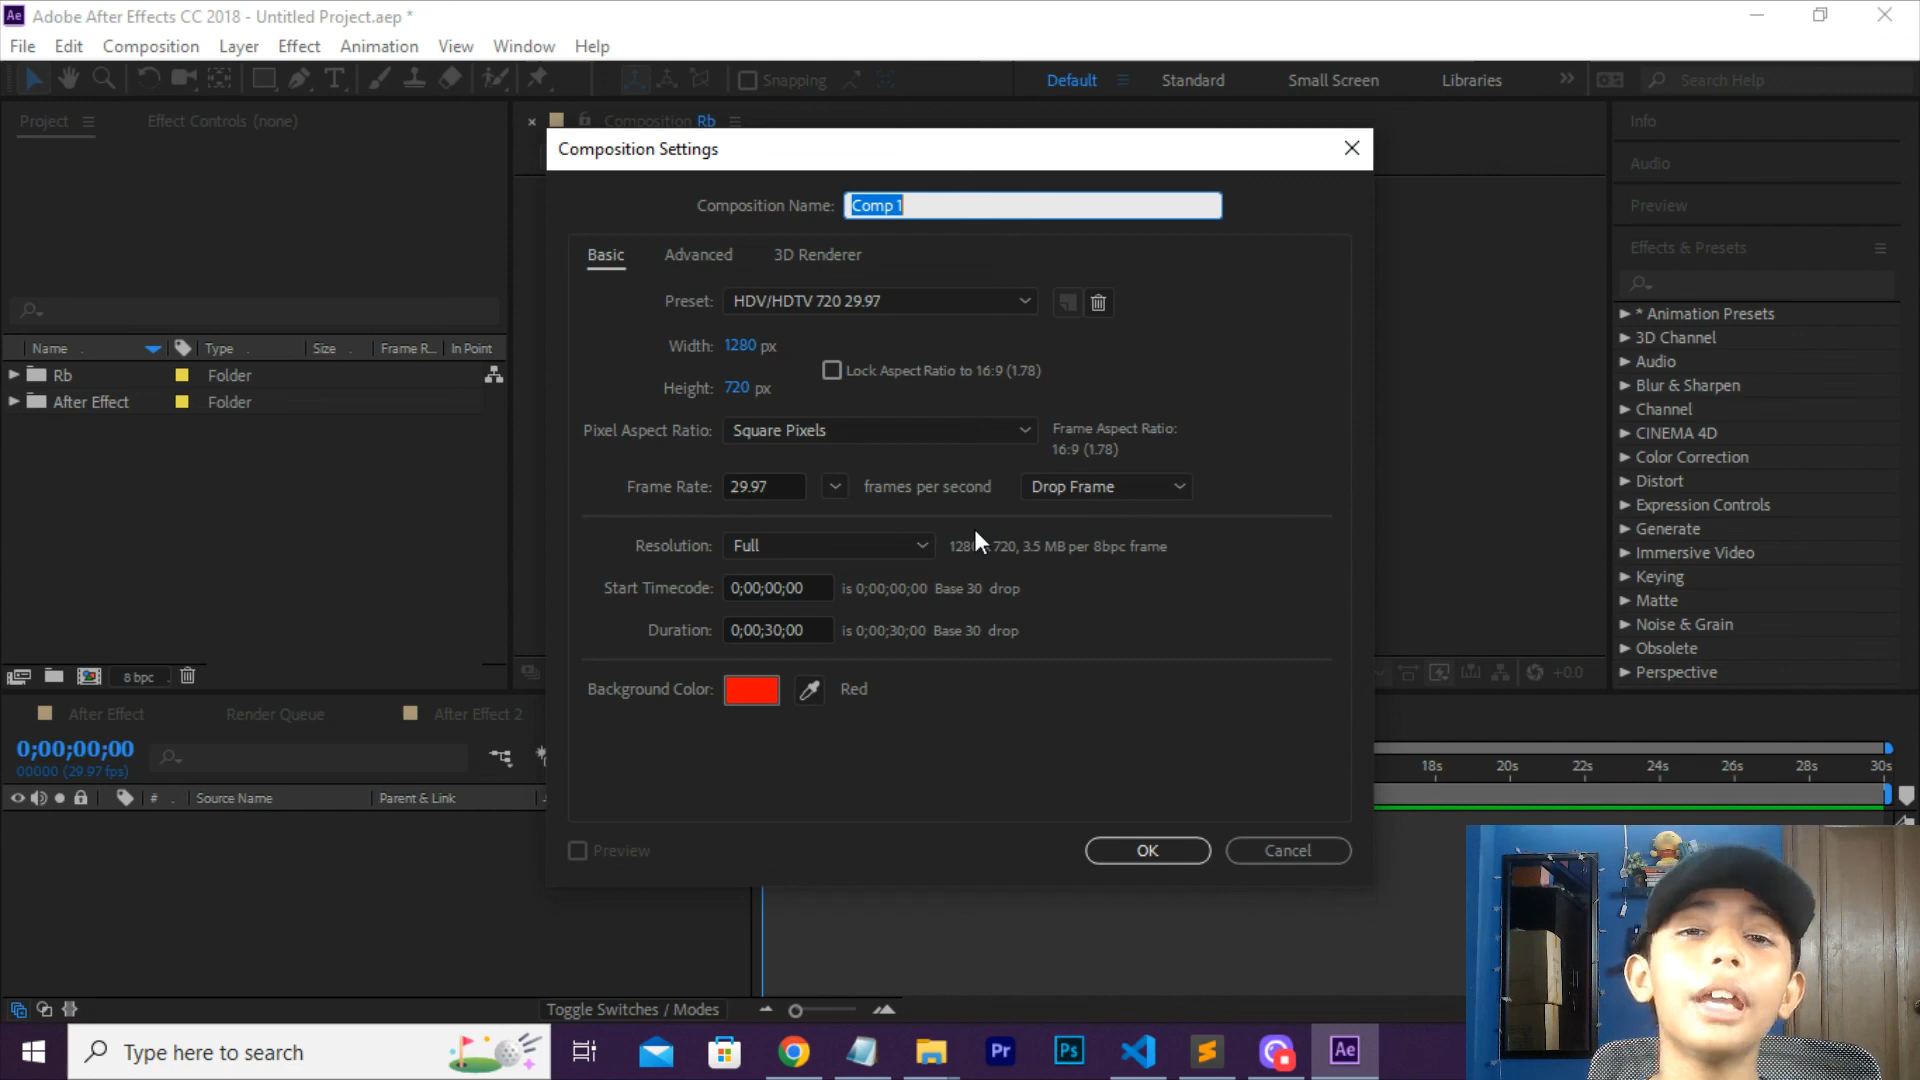 Ae Adobe After Effects CC 2018 - Untitled Project.aep *
File Edit Composition Layer Effect Animation View Window Help
Snapping Default Standard Small Screen Libraries Search Help
Project Effect Controls (none)
Composition Rb
Info
Audio
Preview
Effects & Presets
Composition Settings
Composition Name: Comp 1
Basic Advanced 3D Renderer
Preset: HDV/HDTV 720 29.97
Width: 1280 px
Lock Aspect Ratio to 16:9 (1.78)
Height: 720 px
Pixel Aspect Ratio: Square Pixels
Frame Aspect Ratio:
16:9 (1.78)
Frame Rate: 29.97 frames per second Drop Frame
Resolution: Full 1280 720, 3.5 MB per 8bpc frame
Start Timecode: 0;00;00;00 is 0;00;00;00 Base 30 drop
Duration: 0;00;30;00 is 0;00;30;00 Base 30 drop
Background Color: Red
Preview OK Cancel
Name Type Size Frame R... In Point
Rb Folder
After Effect Folder
8 bpc
* Animation Presets
3D Channel
Audio
Blur & Sharpen
Channel
CINEMA 4D
Color Correction
Distort
Expression Controls
Generate
Immersive Video
Keying
Matte
Noise & Grain
Obsolete
Perspective
+0.0
After Effect Render Queue After Effect 2
0;00;00;00
00000 (29.97 fps)
# Source Name Parent & Link
18s 20s 22s 24s 26s 28s 30s
Toggle Switches / Modes
Type here to search
Pr Ps Ae